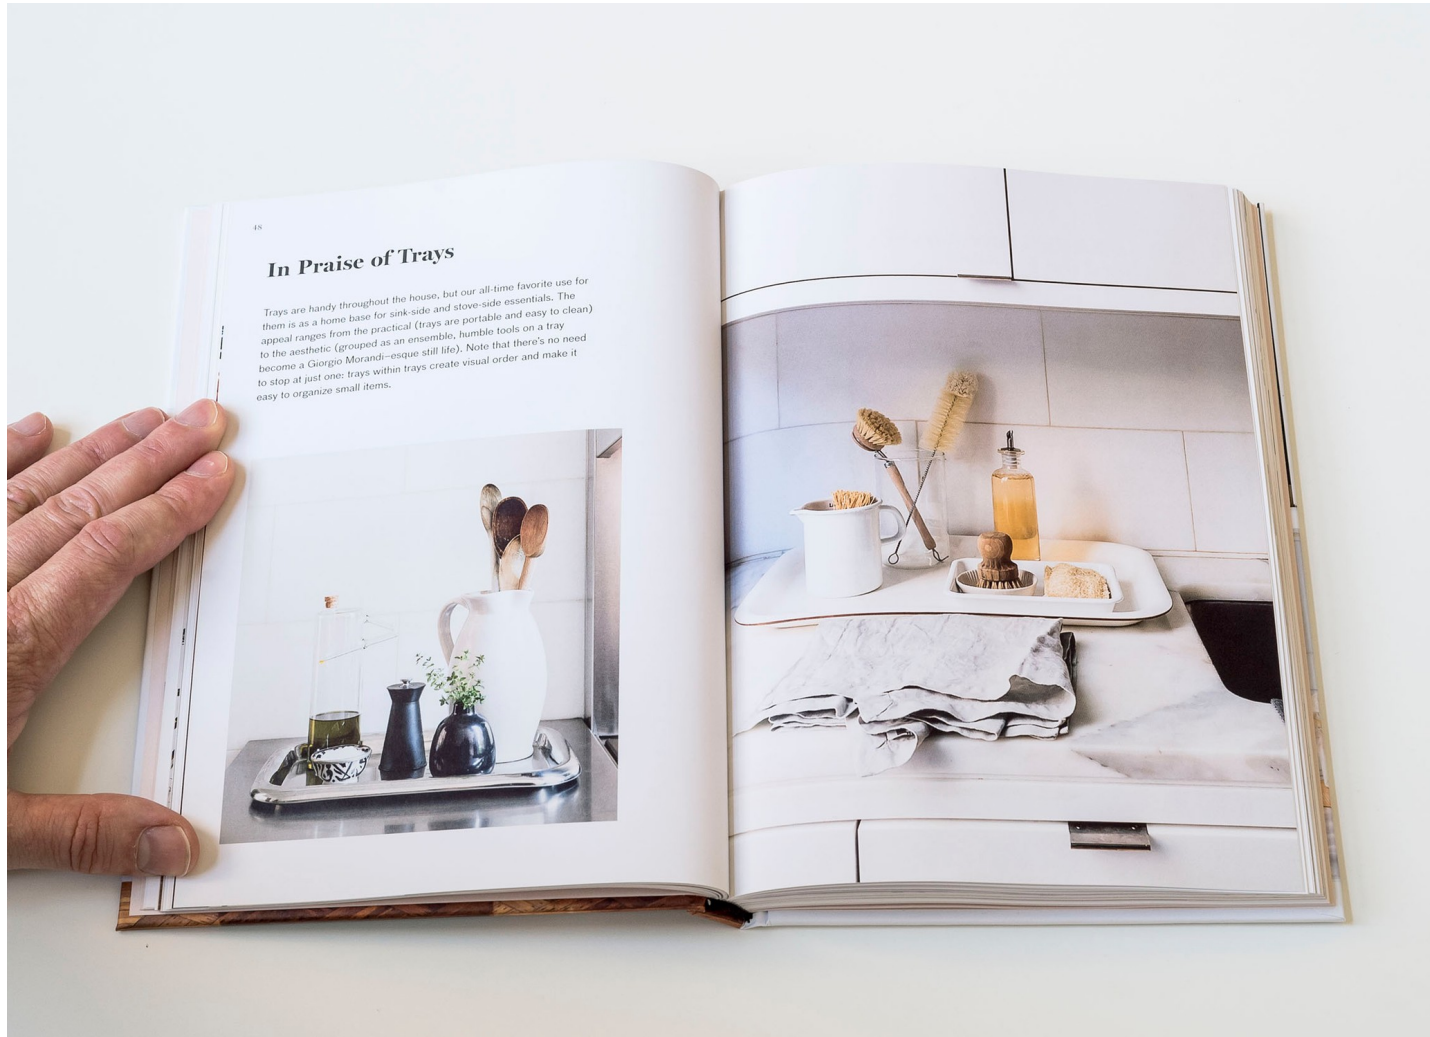 48
In Praise of Trays
Trays are handy throughout the house, but our all-time favorite use for
them is as a home base for sink-side and stove-side essentials. The
appeal ranges from the practical (trays are portable and easy to clean)
to the aesthetic (grouped as an ensemble, humble tools on a tray
become a Giorgio Morandi–esque still life). Note that there's no need
to stop at just one: trays within trays create visual order and make it
easy to organize small items.